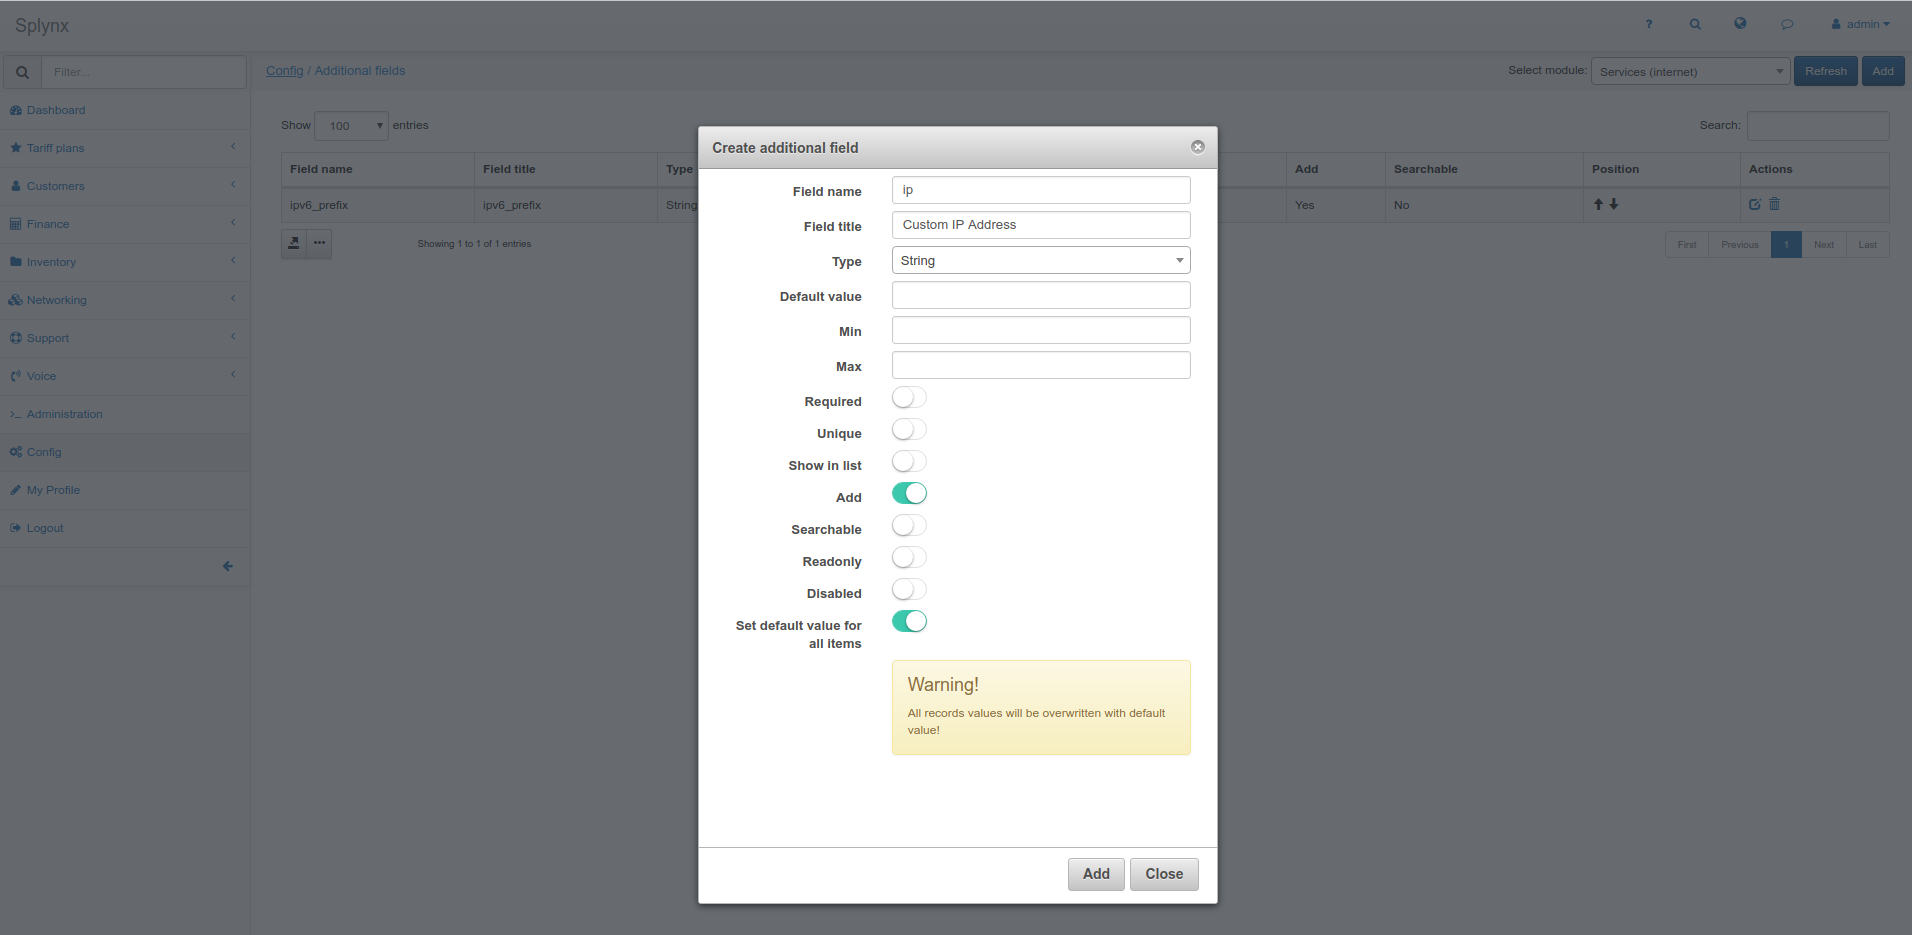 Splynx
? admin
Filter...
Config / Additional fields
Select module: Services (internet) Refresh Add
Dashboard
Tariff plans
Customers
Finance
Inventory
Networking
Support
Voice
Administration
Config
My Profile
Logout
Show 100 entries
Search:
Field name Field title Type Add Searchable Position Actions
ipv6_prefix ipv6_prefix String Yes No
Showing 1 to 1 of 1 entries
First Previous 1 Next Last
Create additional field
Field name ip
Field title Custom IP Address
Type String
Default value
Min
Max
Required
Unique
Show in list
Add
Searchable
Readonly
Disabled
Set default value for
all items
Warning!
All records values will be overwritten with default
value!
Add Close